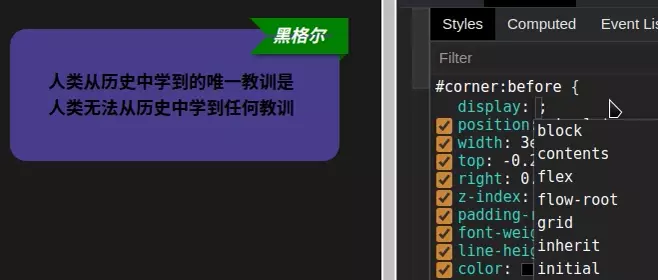 黑格尔
人类从历史中学到的唯一教训是
人类无法从历史中学到任何教训
Styles
Computed
Event Lis
Filter
#corner:before {
display: ;
position
block
width: 3e
contents
top: -0.2
flex
right: 0.
flow-root
z-index:
grid
padding-
font-weig
inherit
line-heig
initial
color: